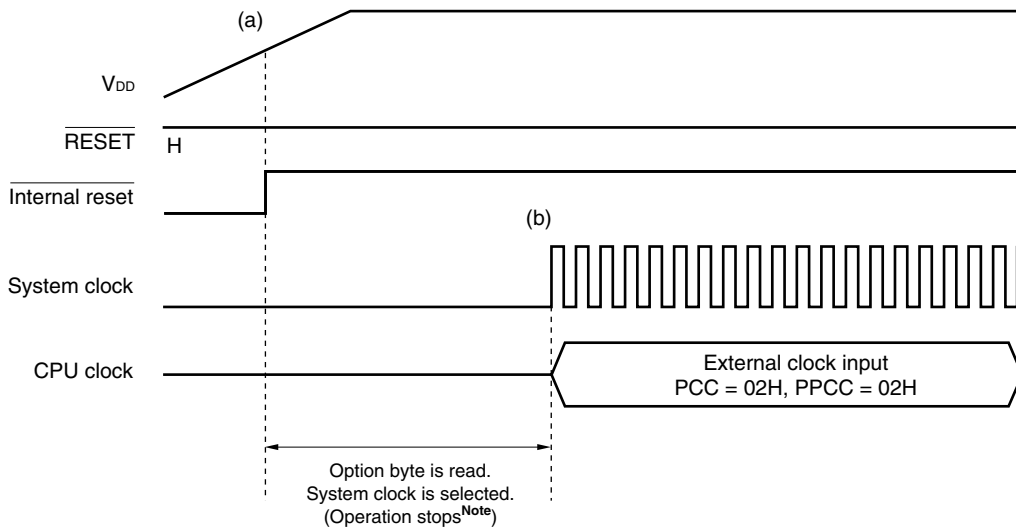 (a)
VDD
RESET
H
Internal reset
(b)
System clock
CPU clock
External clock input
PCC = 02H, PPCC = 02H
Option byte is read.
System clock is selected.
(Operation stopsNote)